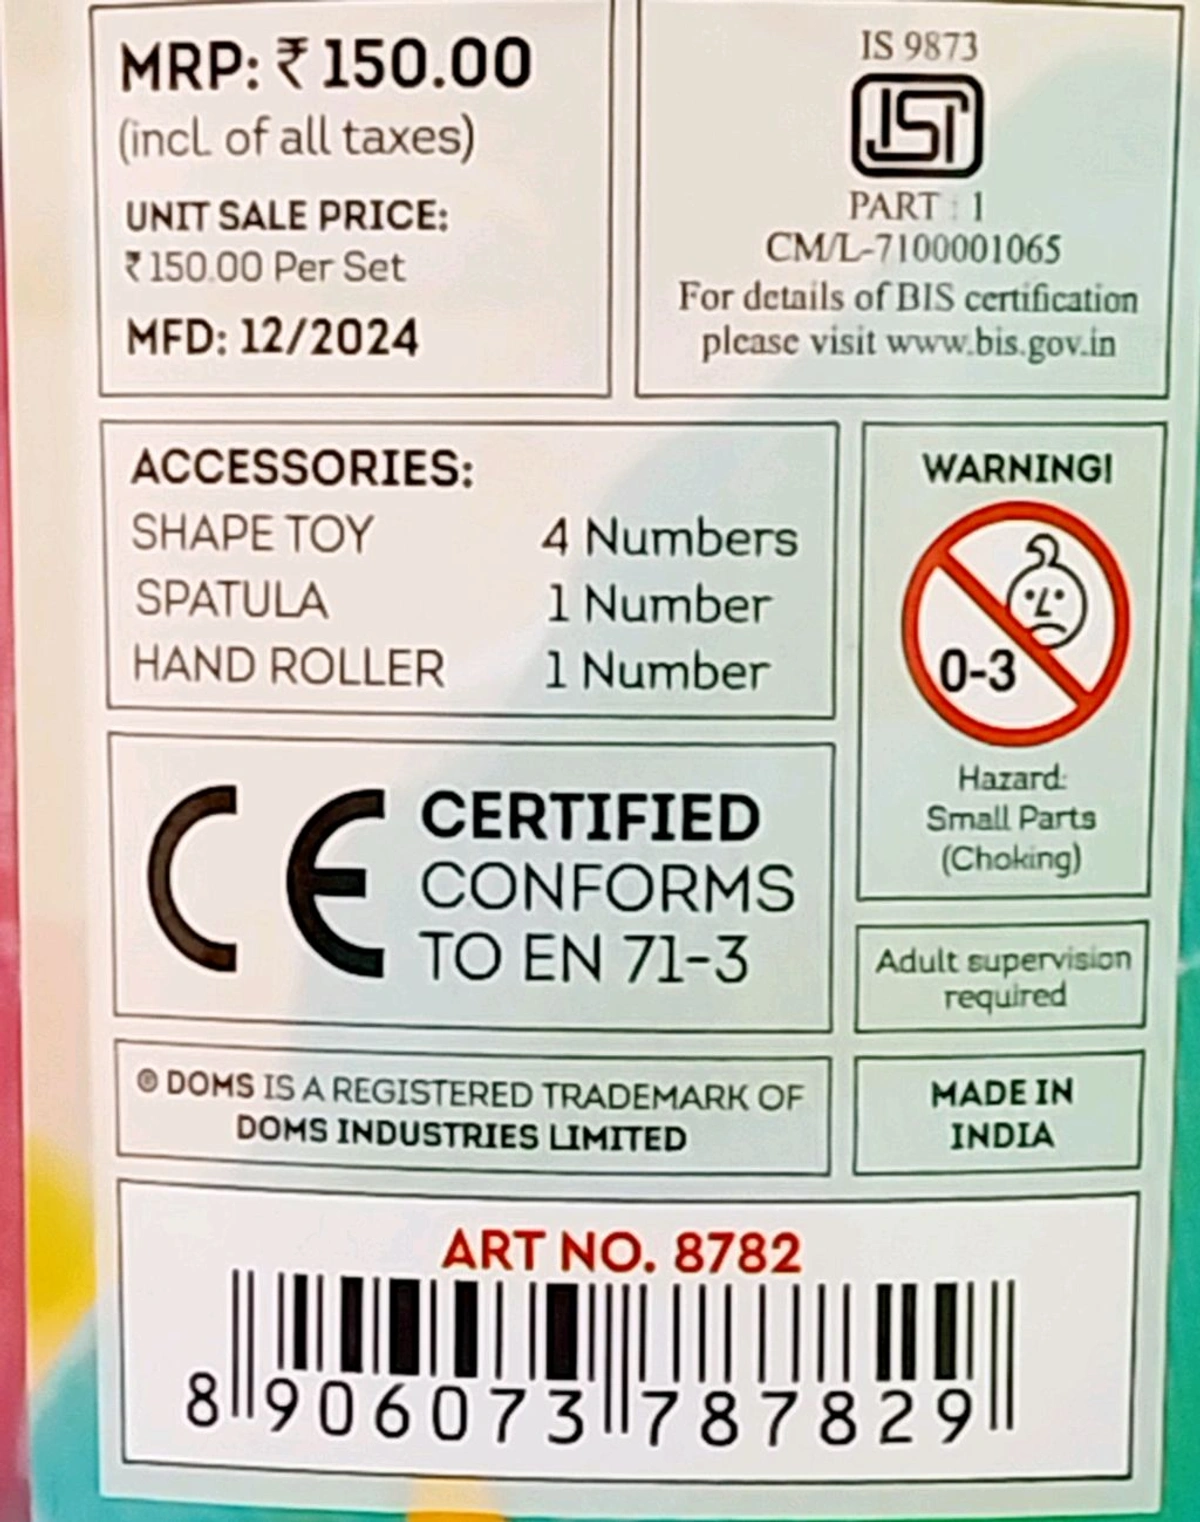 MRP: ₹ 150.00
(incl. of all taxes)
UNIT SALE PRICE:
₹ 150.00 Per Set
MFD: 12/2024
IS 9873
ISI
PART : 1
CM/L-7100001065
For details of BIS certification
please visit www.bis.gov.in
ACCESSORIES:
SHAPE TOY 4 Numbers
SPATULA 1 Number
HAND ROLLER 1 Number
WARNING!
0-3
Hazard:
Small Parts
(Choking)
CE
CERTIFIED
CONFORMS
TO EN 71-3
Adult supervision
required
® DOMS IS A REGISTERED TRADEMARK OF
DOMS INDUSTRIES LIMITED
MADE IN
INDIA
ART NO. 8782
8 906073 787829